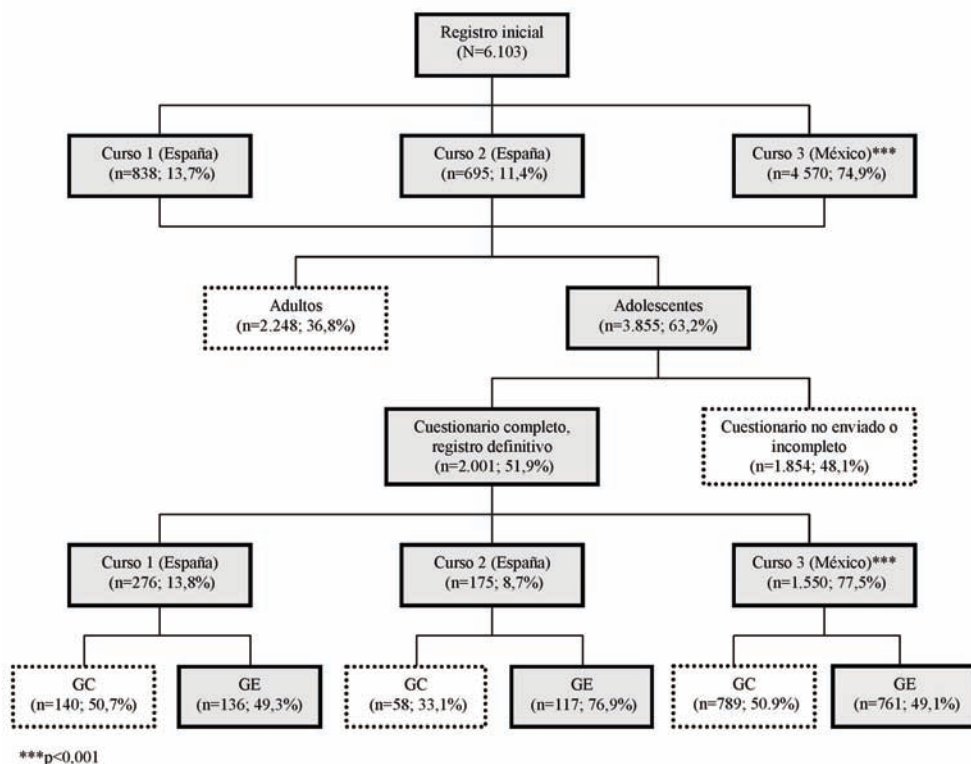 Registro inicial
(N=6.103)
Curso 1 (España)
(n=838; 13,7%)
Curso 2 (España)
(n=695; 11,4%)
Curso 3 (México)***
(n=4 570; 74,9%)
Adultos
(n=2.248; 36,8%)
Adolescentes
(n=3.855; 63,2%)
Cuestionario completo,
registro definitivo
(n=2.001; 51,9%)
Cuestionario no enviado o
incompleto
(n=1.854; 48,1%)
Curso 1 (España)
(n=276; 13,8%)
Curso 2 (España)
(n=175; 8,7%)
Curso 3 (México)***
(n=1.550; 77,5%)
GC
(n=140; 50,7%)
GE
(n=136; 49,3%)
GC
(n=58; 33,1%)
GE
(n=117; 76,9%)
GC
(n=789; 50.9%)
GE
(n=761; 49,1%)
***p<0,001